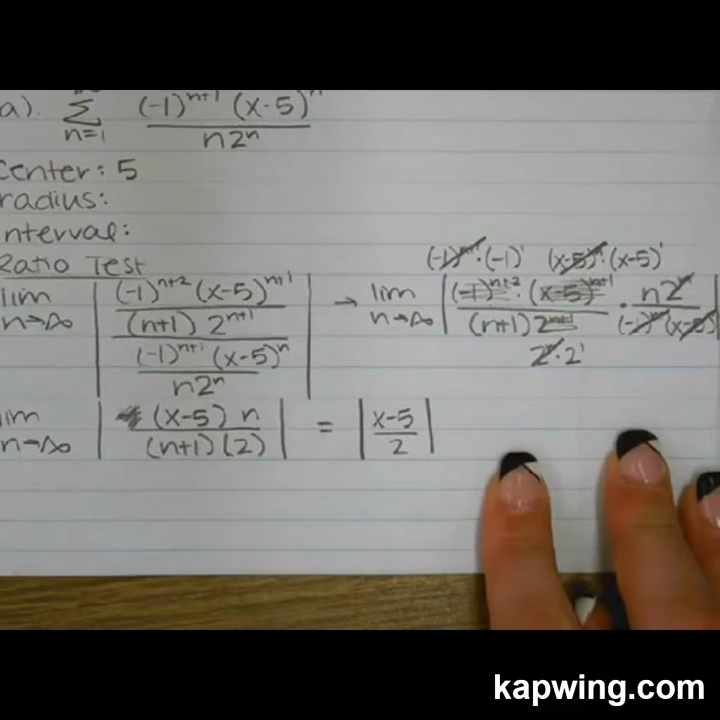 a). ∑ n=1 (-1)^{n+1} (x-5)^n / n2^n
center: 5
radius:
nterval:
Ratio Test
(-1)^{n+1}·(-1)^1 (x-5)^n·(x-5)^1
lim n→∞ | (-1)^{n+2} (x-5)^{n+1} / (n+1) 2^{n+1} / (-1)^{n+1} (x-5)^n / n2^n | → lim n→∞ | (-1)^{n+2}·(x-5)^{n+1} / (n+1) 2^{n+1} · n2^n / (-1)^{n+1} (x-5)^n |
2^n·2^1
lim n→∞ | (x-5) n / (n+1)(2) | = | x-5 / 2 |
kapwing.com